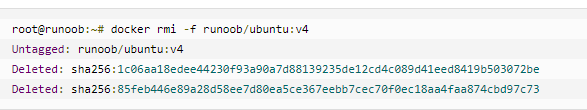 root@runoob:~# docker rmi -f runoob/ubuntu:v4
Untagged: runoob/ubuntu:v4
Deleted: sha256:1c06aa18edee44230f93a90a7d88139235de12cd4c089d41eed8419b503072be
Deleted: sha256:85feb446e89a28d58ee7d80ea5ce367eebb7cec70f0ec18aa4faa874cbd97c73